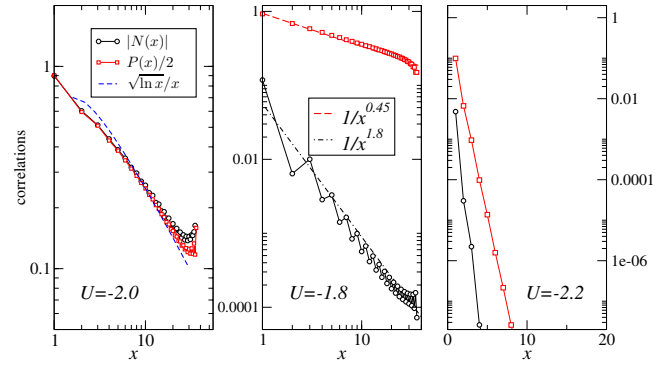 correlations
1
0.1
|N(x)|
P(x)/2
√ln x/x
U=-2.0
1
10
x
1
0.01
0.0001
1/x^0.45
1/x^1.8
U=-1.8
1
10
x
1
0.01
0.0001
1e-06
U=-2.2
0
10
20
x